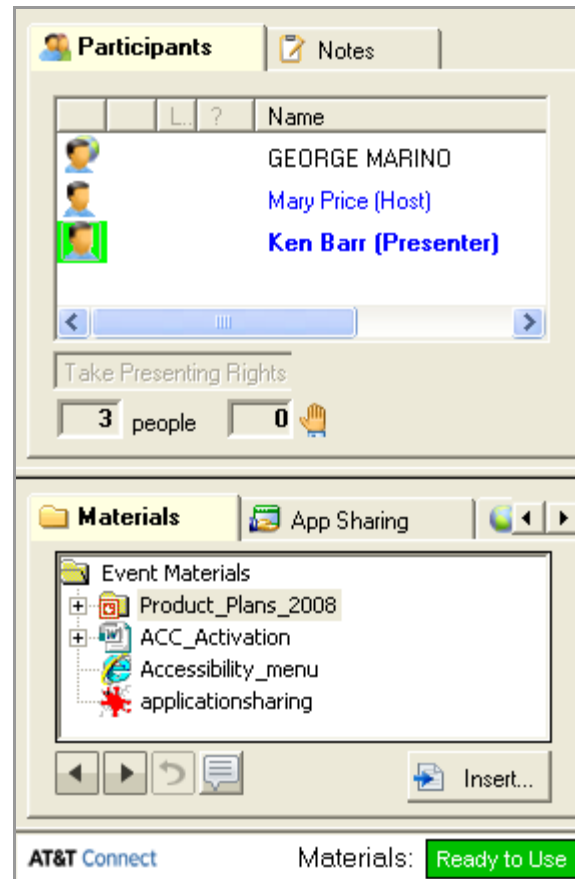 Participants Notes
L.. ? Name
GEORGE MARINO
Mary Price (Host)
Ken Barr (Presenter)
Take Presenting Rights
3 people 0
Materials App Sharing
Event Materials
Product_Plans_2008
ACC_Activation
Accessibility_menu
applicationsharing
Insert...
AT&T Connect Materials: Ready to Use